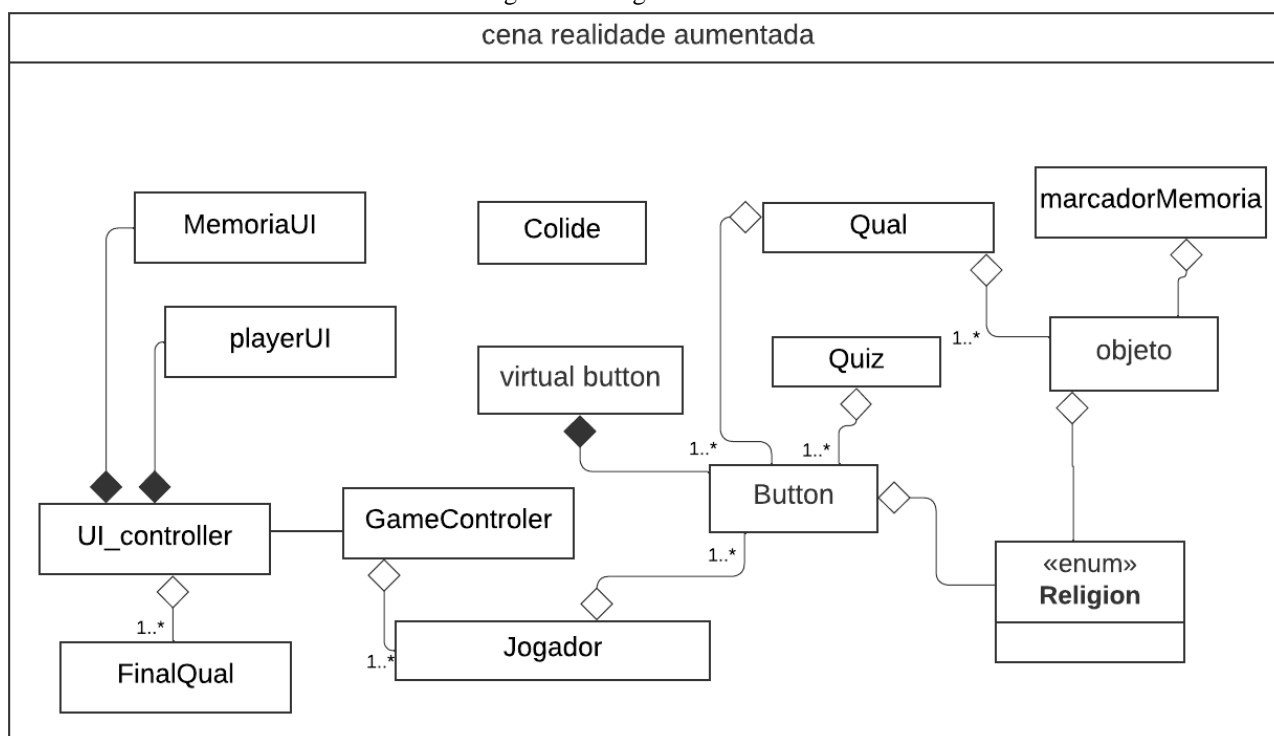 cena realidade aumentada
MemoriaUI
Colide
Qual
marcadorMemoria
playerUI
virtual button
Quiz
1..*
objeto
1..*
1..*
Button
UI_controller
GameControler
1..*
«enum»
Religion
1..*
FinalQual
1..*
Jogador